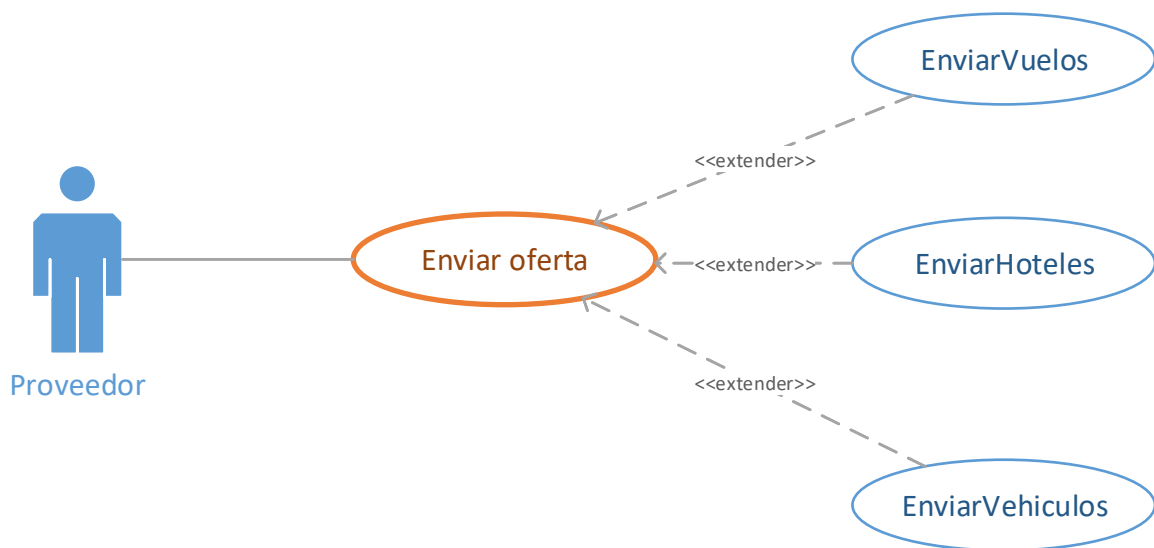 EnviarVuelos
<<extender>>
Enviar oferta
<<extender>>
EnviarHoteles
Proveedor
<<extender>>
EnviarVehiculos